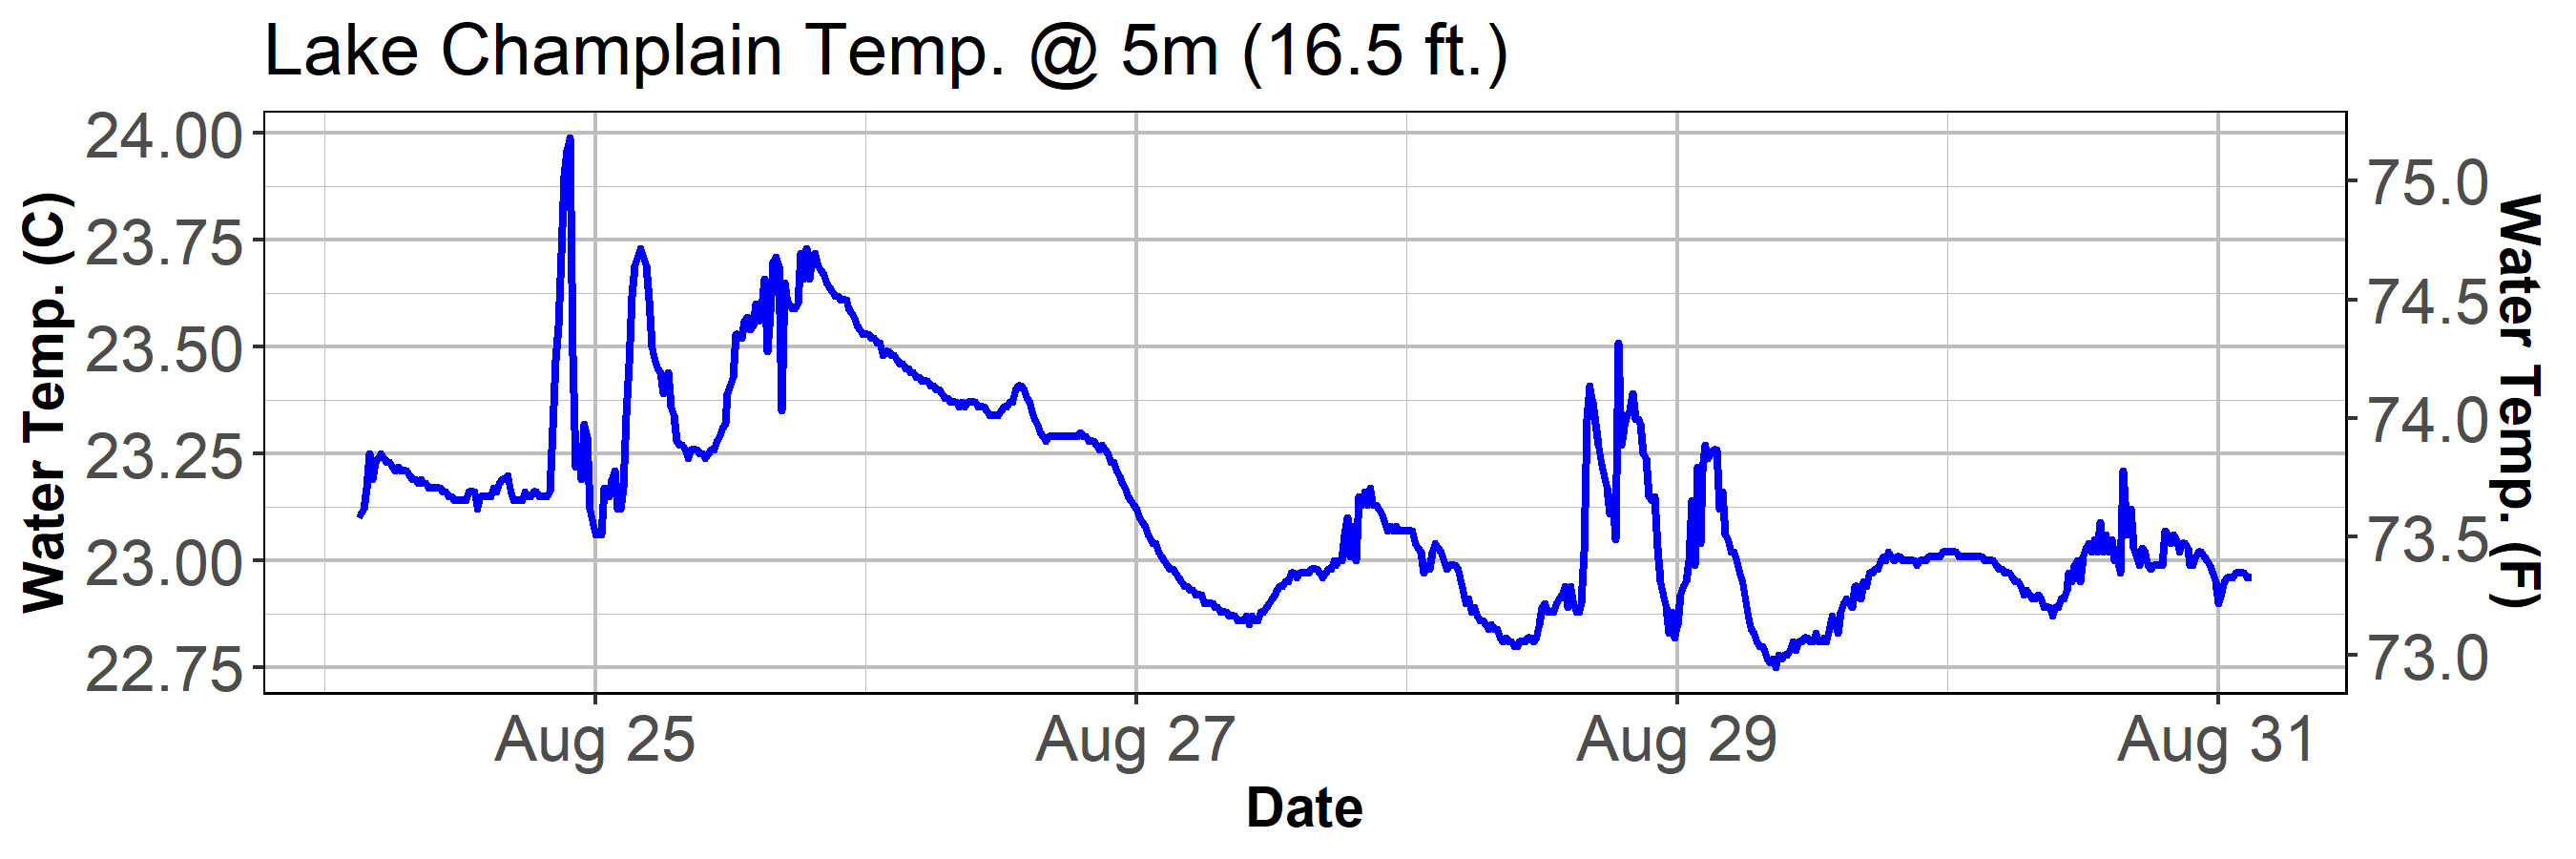 Lake Champlain Temp. @ 5m (16.5 ft.)
Water Temp. (C)
24.00
23.75
23.50
23.25
23.00
22.75
75.0
74.5
74.0
73.5
73.0
Water Temp. (F)
Aug 25
Aug 27
Aug 29
Aug 31
Date